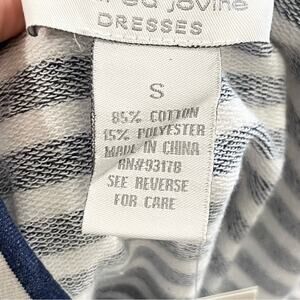 jovine
DRESSES
S
85% COTTON
15% POLYESTER
MADE IN CHINA
RN#93178
SEE REVERSE
FOR CARE